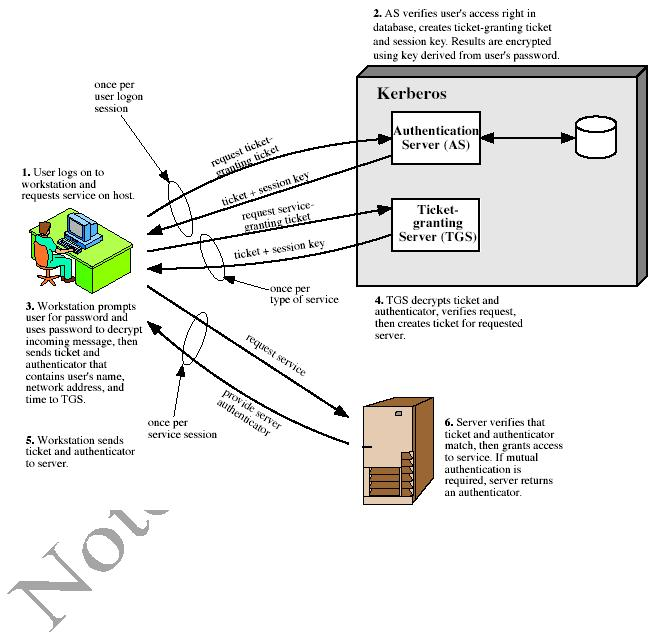 2. AS verifies user's access right in
database, creates ticket-granting ticket
and session key. Results are encrypted
using key derived from user's password.
once per
user logon
session
Kerberos
Authentication
Server (AS)
request ticket-
granting ticket
1. User logs on to
workstation and
requests service on host.
ticket + session key
request service-
granting ticket
Ticket-
granting
Server (TGS)
ticket + session key
once per
type of service
3. Workstation prompts
user for password and
uses password to decrypt
incoming message, then
sends ticket and
authenticator that
contains user's name,
network address, and
time to TGS.
4. TGS decrypts ticket and
authenticator, verifies request,
then creates ticket for requested
server.
request service
provide server
authenticator
once per
service session
5. Workstation sends
ticket and authenticator
to server.
6. Server verifies that
ticket and authenticator
match, then grants access
to service. If mutual
authentication is
required, server returns
an authenticator.